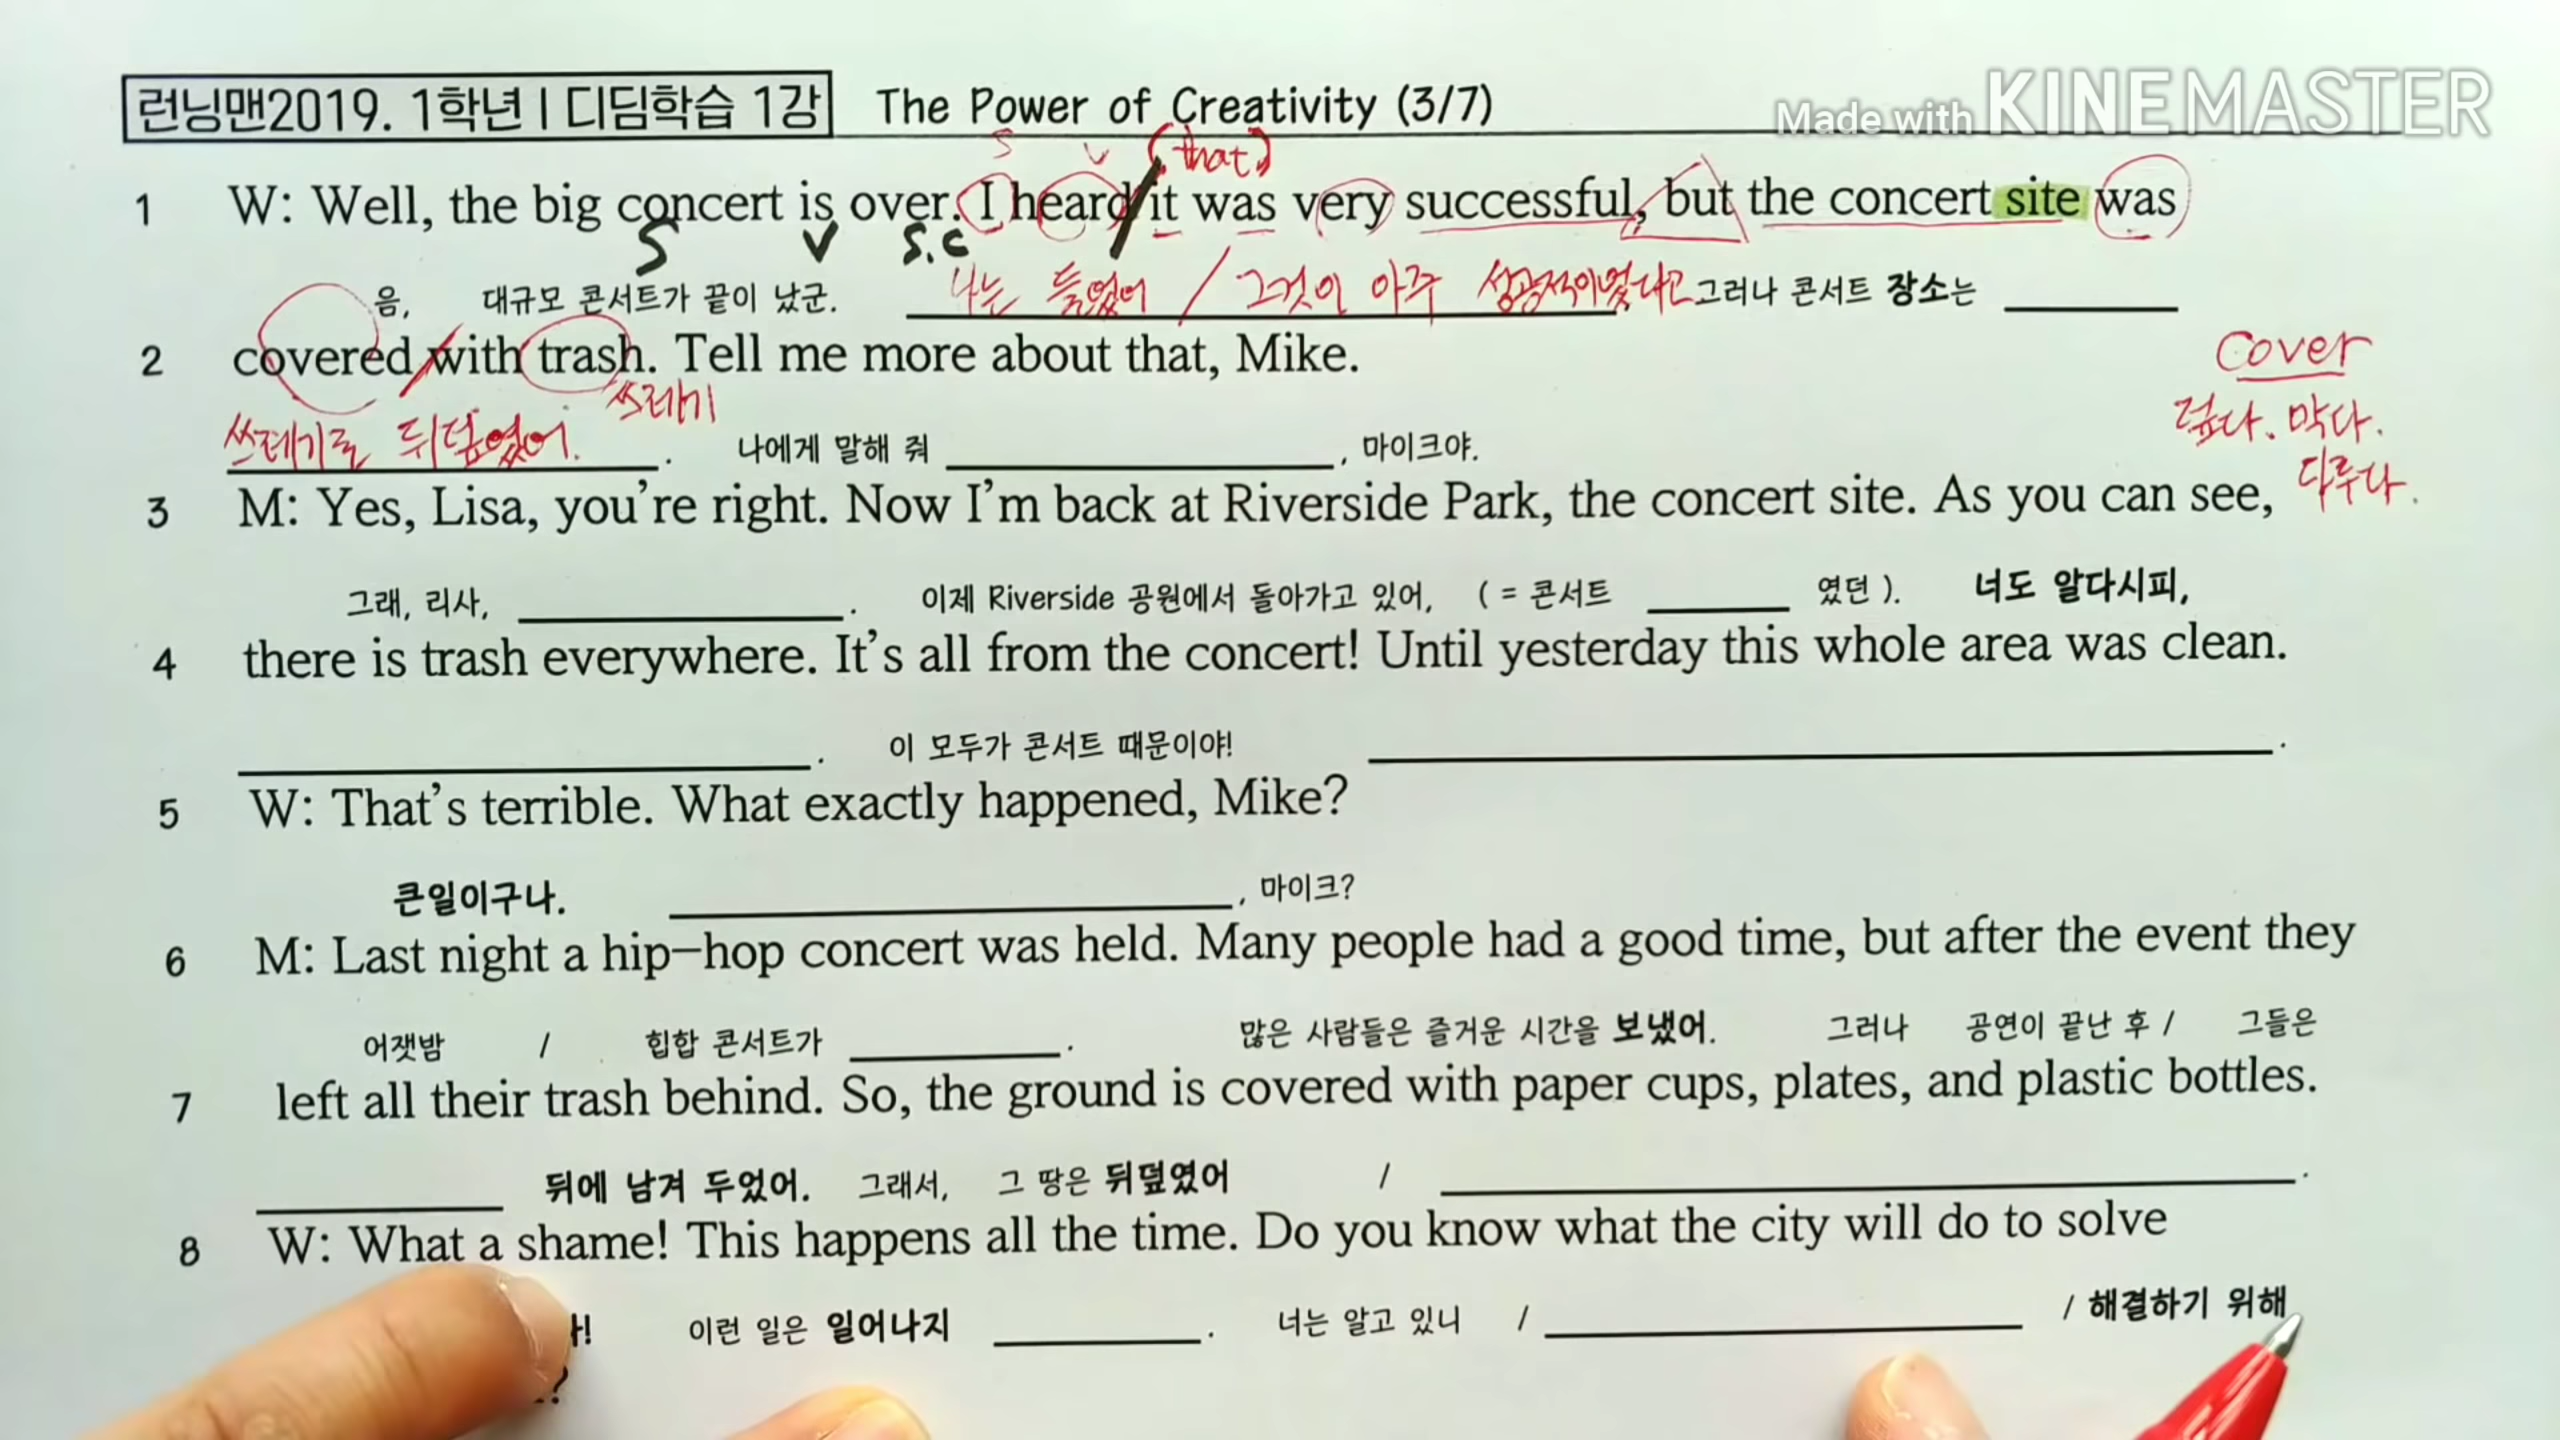 런닝맨2019. 1학년 I 디딤학습 1강 The Power of Creativity (3/7)
Made with KINEMASTER
S V (that)
1 W: Well, the big concert is over. I heard it was very successful, but the concert site was
S V S.C
음, 대규모 콘서트가 끝이 났군. 나는 들었어 / 그것이 아주 성공적이었다고 그러나 콘서트 장소는
2 covered with trash. Tell me more about that, Mike.
cover
쓰레기
덮다. 막다.
쓰레기로 뒤덮였어. 나에게 말해 줘 , 마이크야.
다루다.
3 M: Yes, Lisa, you're right. Now I'm back at Riverside Park, the concert site. As you can see,
그래, 리사, . 이제 Riverside 공원에서 돌아가고 있어, ( = 콘서트 였던 ). 너도 알다시피,
4 there is trash everywhere. It's all from the concert! Until yesterday this whole area was clean.
. 이 모두가 콘서트 때문이야! .
5 W: That's terrible. What exactly happened, Mike?
큰일이구나. , 마이크?
6 M: Last night a hip-hop concert was held. Many people had a good time, but after the event they
어젯밤 / 힙합 콘서트가 . 많은 사람들은 즐거운 시간을 보냈어. 그러나 공연이 끝난 후 / 그들은
7 left all their trash behind. So, the ground is covered with paper cups, plates, and plastic bottles.
뒤에 남겨 두었어. 그래서, 그 땅은 뒤덮였어 / .
8 W: What a shame! This happens all the time. Do you know what the city will do to solve
! 이런 일은 일어나지 . 너는 알고 있니 / / 해결하기 위해
?